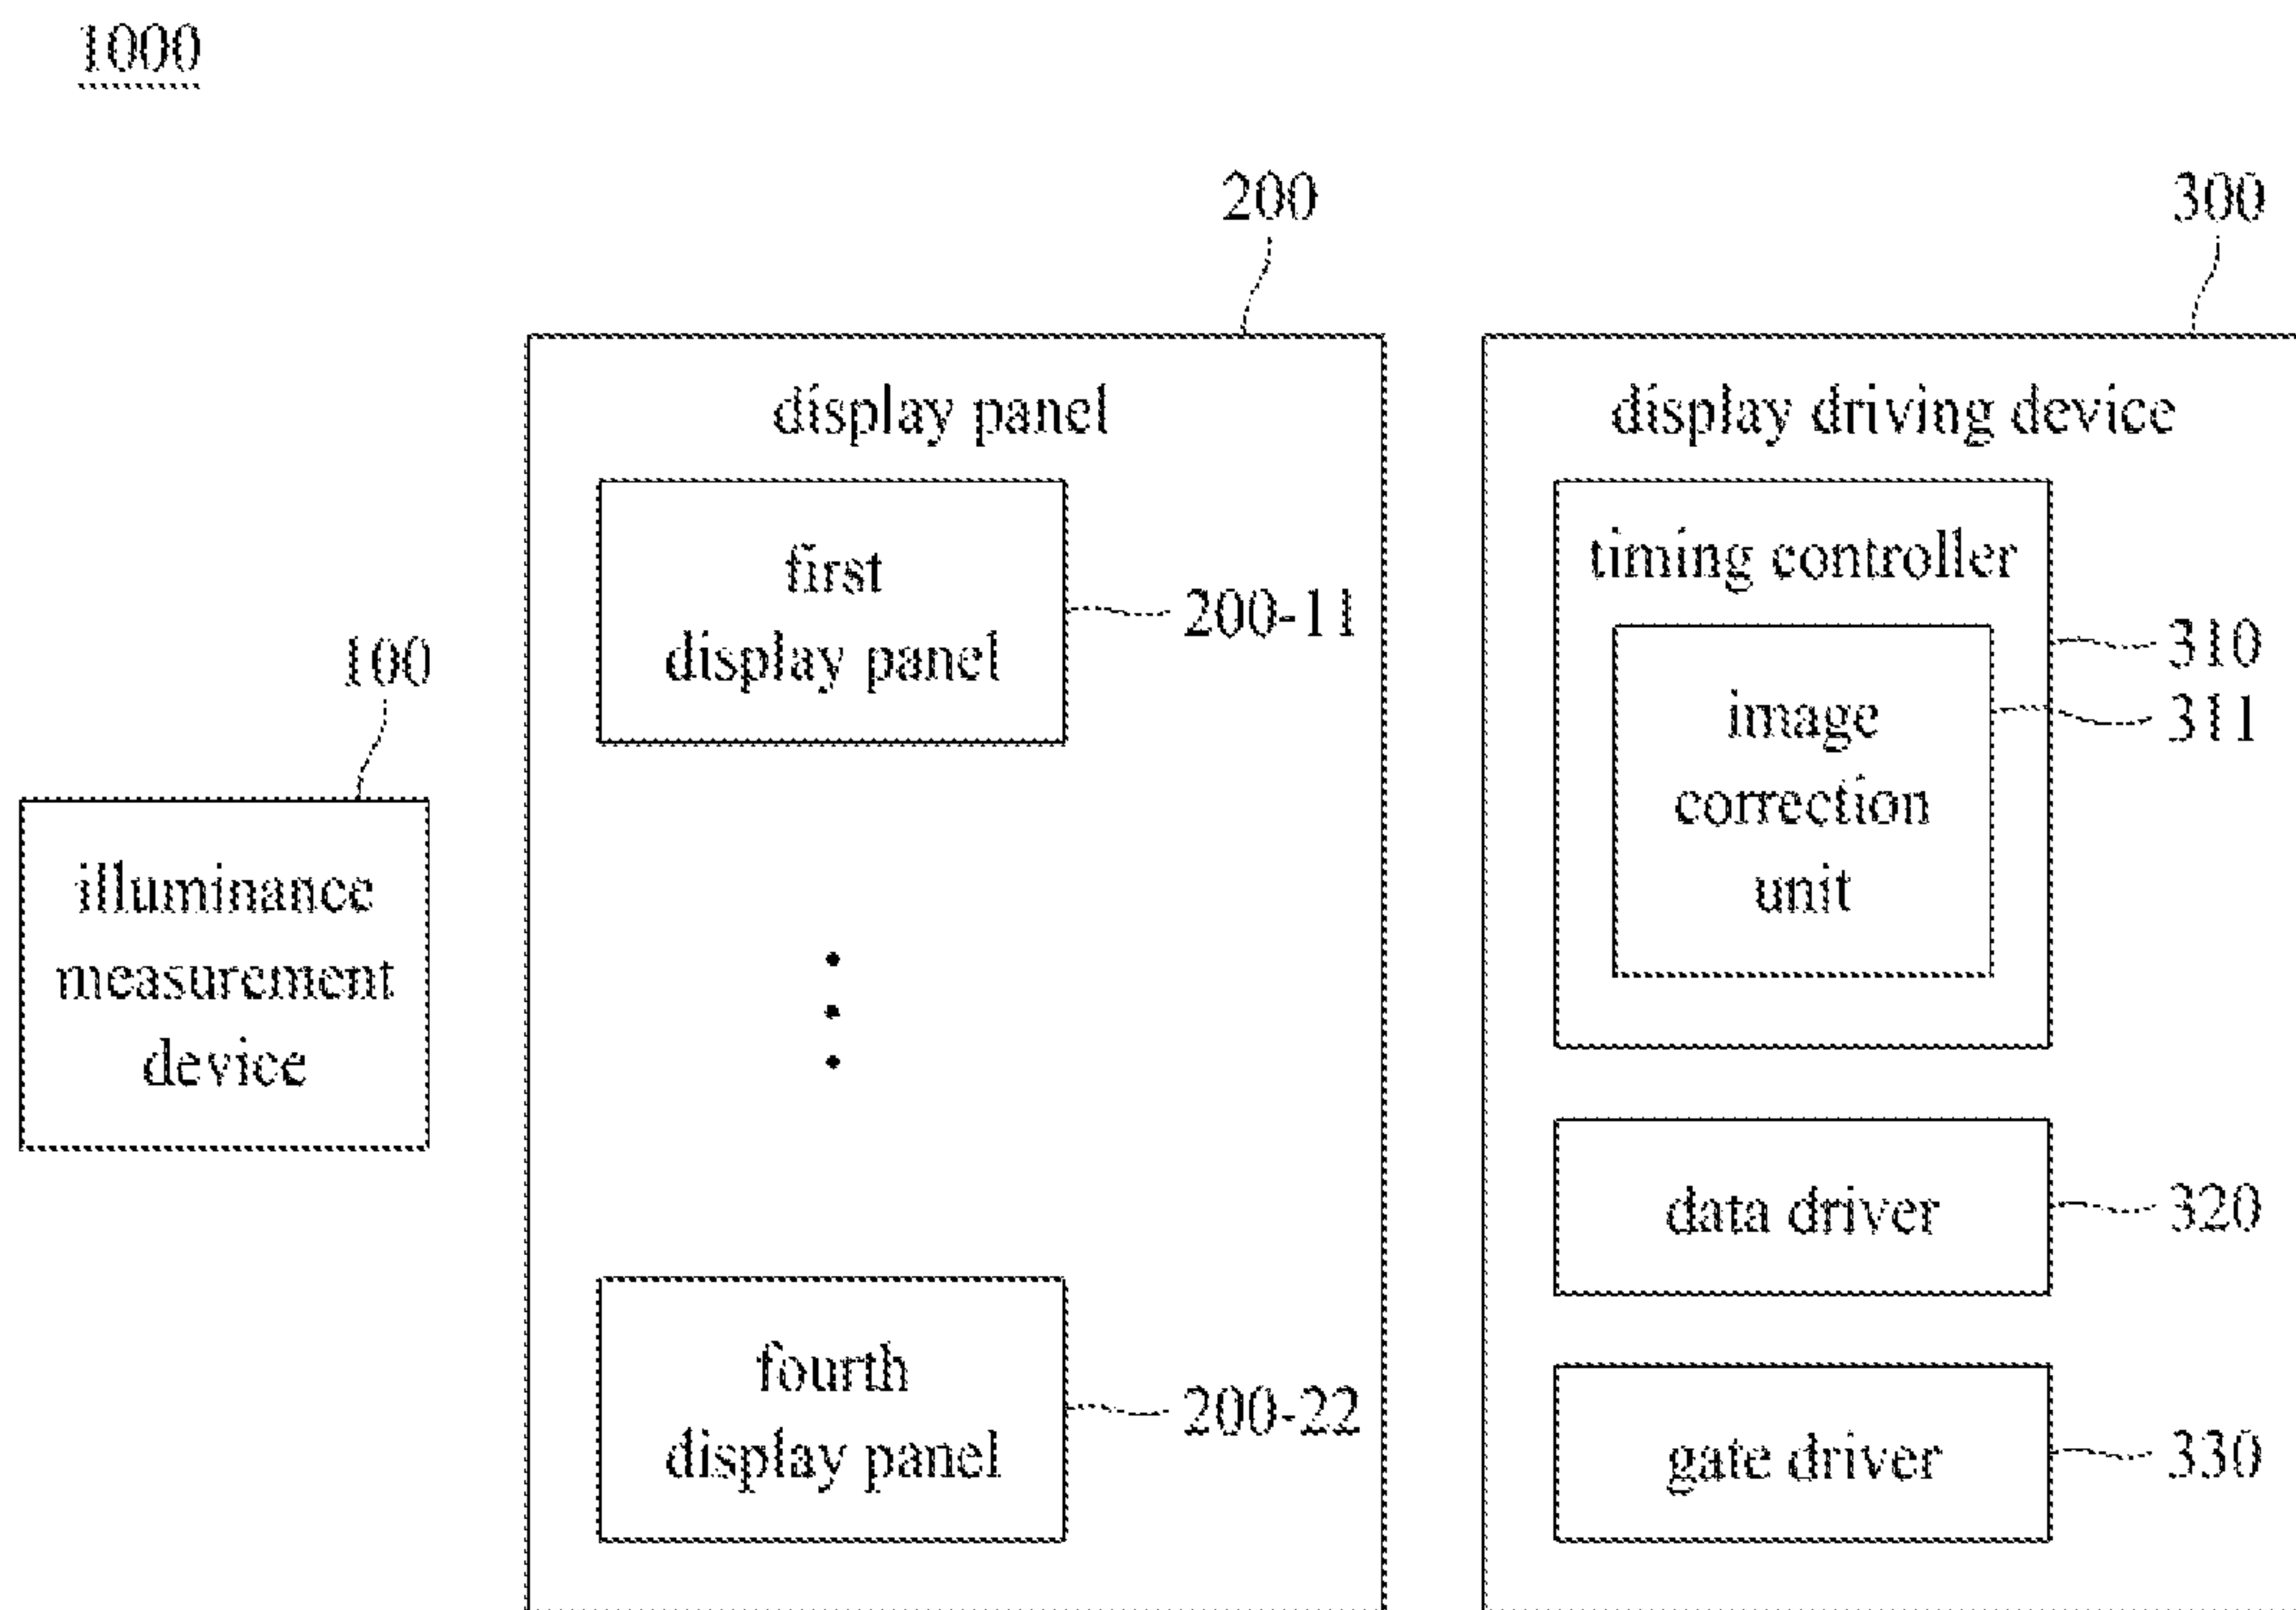 1000
200
300
display panel
display driving device
first
display panel
200-11
timing controller
310
image
correction
unit
311
100
illuminance
measurement
device
data driver
320
fourth
display panel
200-22
gate driver
330